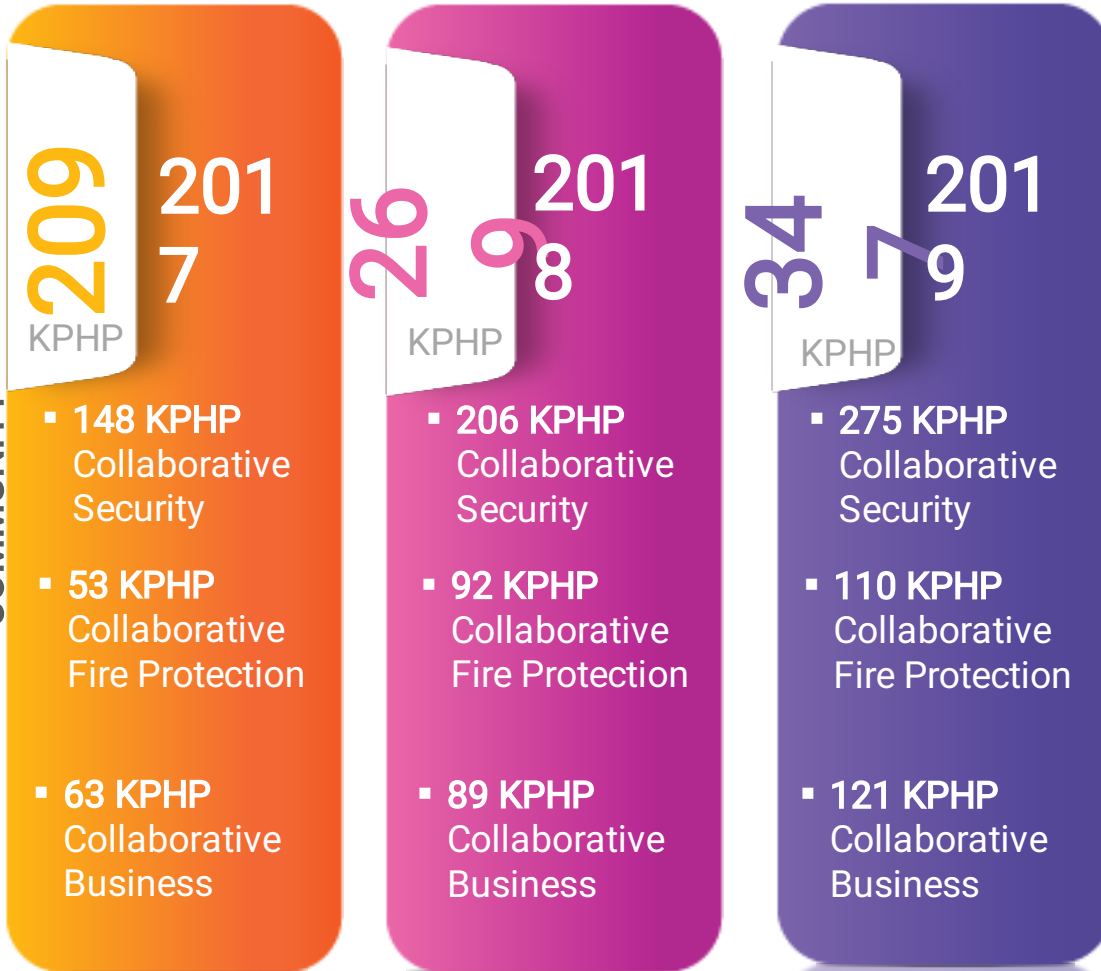 209
KPHP
201
7
148 KPHP
Collaborative
Security
53 KPHP
Collaborative
Fire Protection
63 KPHP
Collaborative
Business
26
9
KPHP
201
8
206 KPHP
Collaborative
Security
92 KPHP
Collaborative
Fire Protection
89 KPHP
Collaborative
Business
34
7
KPHP
201
9
275 KPHP
Collaborative
Security
110 KPHP
Collaborative
Fire Protection
121 KPHP
Collaborative
Business